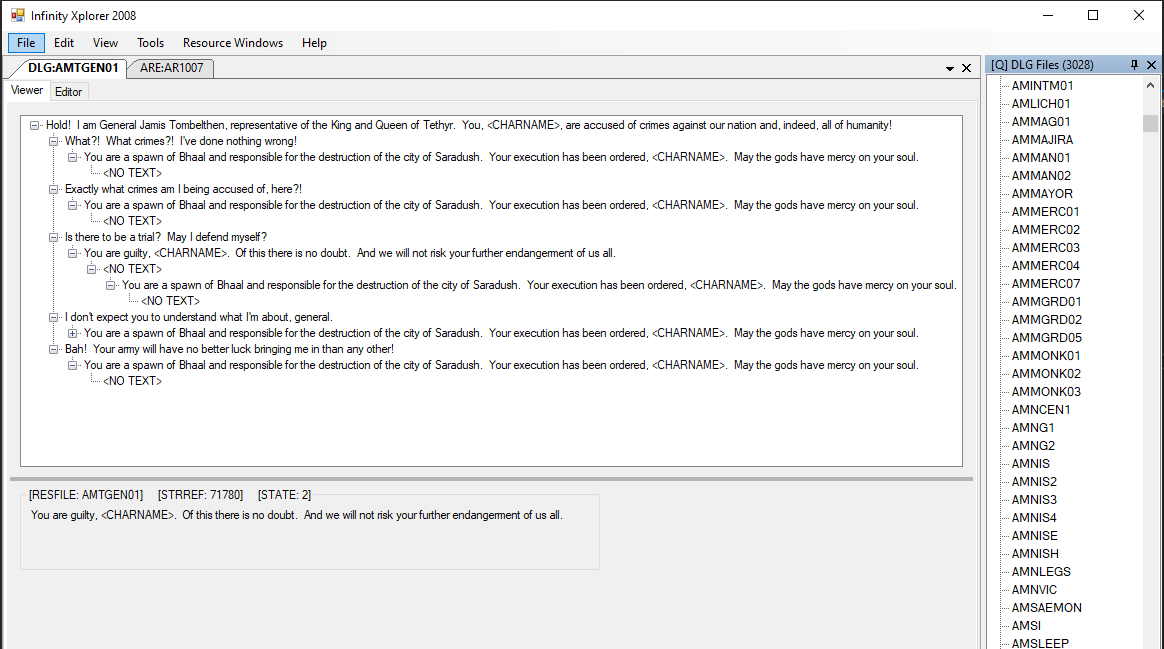 Infinity Xplorer 2008
File Edit View Tools Resource Windows Help
DLG:AMTGEN01 ARE:AR1007
Viewer Editor
Hold!  I am General Jamis Tombelthen, representative of the King and Queen of Tethyr.  You, <CHARNAME>, are accused of crimes against our nation and, indeed, all of humanity!
What?!  What crimes?!  I've done nothing wrong!
You are a spawn of Bhaal and responsible for the destruction of the city of Saradush.  Your execution has been ordered, <CHARNAME>.  May the gods have mercy on your soul.
<NO TEXT>
Exactly what crimes am I being accused of, here?!
You are a spawn of Bhaal and responsible for the destruction of the city of Saradush.  Your execution has been ordered, <CHARNAME>.  May the gods have mercy on your soul.
<NO TEXT>
Is there to be a trial?  May I defend myself?
You are guilty, <CHARNAME>.  Of this there is no doubt.  And we will not risk your further endangerment of us all.
<NO TEXT>
You are a spawn of Bhaal and responsible for the destruction of the city of Saradush.  Your execution has been ordered, <CHARNAME>.  May the gods have mercy on your soul.
<NO TEXT>
I don't expect you to understand what I'm about, general.
You are a spawn of Bhaal and responsible for the destruction of the city of Saradush.  Your execution has been ordered, <CHARNAME>.  May the gods have mercy on your soul.
Bah!  Your army will have no better luck bringing me in than any other!
You are a spawn of Bhaal and responsible for the destruction of the city of Saradush.  Your execution has been ordered, <CHARNAME>.  May the gods have mercy on your soul.
<NO TEXT>
[RESFILE: AMTGEN01] [STRREF: 71780] [STATE: 2]
You are guilty, <CHARNAME>.  Of this there is no doubt.  And we will not risk your further endangerment of us all.
[Q] DLG Files (3028)
AMINTM01
AMLICH01
AMMAG01
AMMAJIRA
AMMAN01
AMMAN02
AMMAYOR
AMMERC01
AMMERC02
AMMERC03
AMMERC04
AMMERC07
AMMGRD01
AMMGRD02
AMMGRD05
AMMONK01
AMMONK02
AMMONK03
AMNCEN1
AMNG1
AMNG2
AMNIS
AMNIS2
AMNIS3
AMNIS4
AMNISE
AMNISH
AMNLEGS
AMNVIC
AMSAEMON
AMSI
AMSLEEP